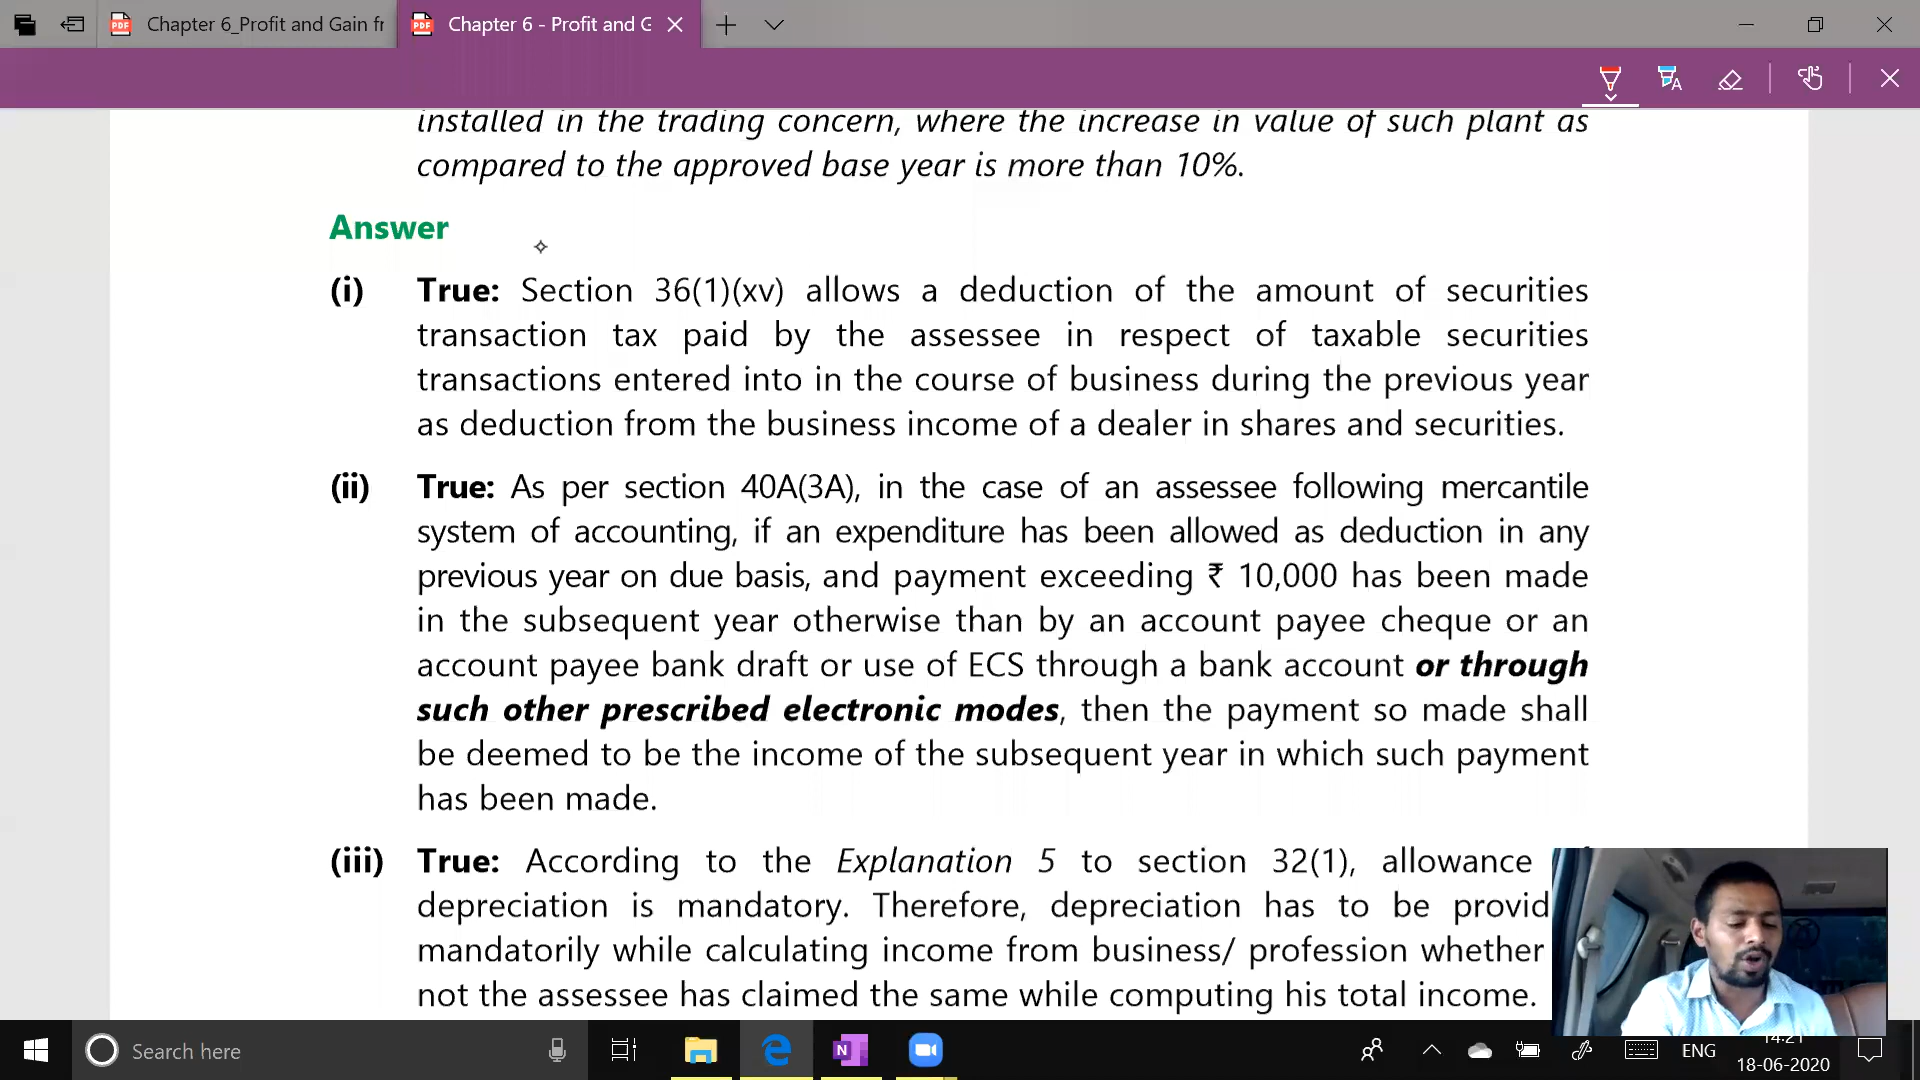 Chapter 6_Profit and Gain fr
Chapter 6 - Profit and G
installed in the trading concern, where the increase in value of such plant as
compared to the approved base year is more than 10%.
Answer
(i) True: Section 36(1)(xv) allows a deduction of the amount of securities
transaction tax paid by the assessee in respect of taxable securities
transactions entered into in the course of business during the previous year
as deduction from the business income of a dealer in shares and securities.
(ii) True: As per section 40A(3A), in the case of an assessee following mercantile
system of accounting, if an expenditure has been allowed as deduction in any
previous year on due basis, and payment exceeding ₹ 10,000 has been made
in the subsequent year otherwise than by an account payee cheque or an
account payee bank draft or use of ECS through a bank account or through
such other prescribed electronic modes, then the payment so made shall
be deemed to be the income of the subsequent year in which such payment
has been made.
(iii) True: According to the Explanation 5 to section 32(1), allowance
depreciation is mandatory. Therefore, depreciation has to be provid
mandatorily while calculating income from business/ profession whether
not the assessee has claimed the same while computing his total income.
Search here
ENG
14:21
18-06-2020